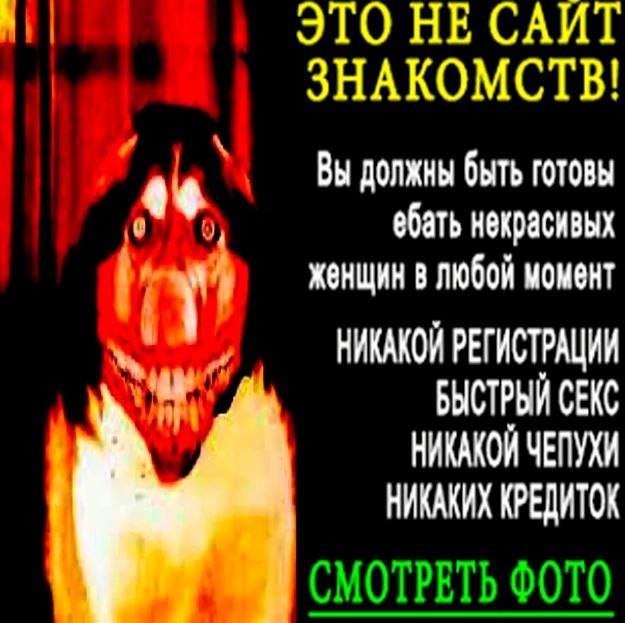 ЭТО НЕ САЙТ
ЗНАКОМСТВ!
Вы должны быть готовы
ебать некрасивых
женщин в любой момент
НИКАКОЙ РЕГИСТРАЦИИ
БЫСТРЫЙ СЕКС
НИКАКОЙ ЧЕПУХИ
НИКАКИХ КРЕДИТОК
СМОТРЕТЬ ФОТО